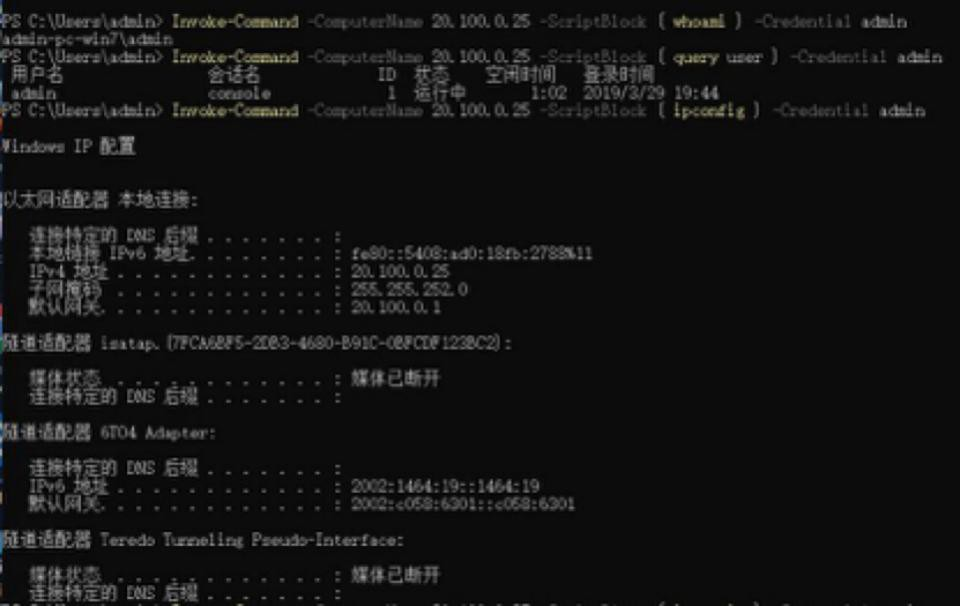 PS C:\Users\admin> Invoke-Command -ComputerName 20.100.0.25 -ScriptBlock { whoami } -Credential admin
admin-pc-win7\admin
PS C:\Users\admin> Invoke-Command -ComputerName 20.100.0.25 -ScriptBlock { query user } -Credential admin
用户名 会话名 ID 状态 空闲时间 登录时间
admin console 1 运行中 1:02 2019/3/29 19:44
PS C:\Users\admin> Invoke-Command -ComputerName 20.100.0.25 -ScriptBlock { ipconfig } -Credential admin
Windows IP 配置
以太网适配器 本地连接:
连接特定的 DNS 后缀 . . . . . . . :
本地链接 IPv6 地址. . . . . . . . : fe80::5408:ad0:18fb:2788%11
IPv4 地址 . . . . . . . . . . . . : 20.100.0.25
子网掩码 . . . . . . . . . . . . : 255.255.252.0
默认网关. . . . . . . . . . . . . : 20.100.0.1
隧道适配器 isatap.{7FCA6BF5-2DB3-4680-B91C-0BFCDF123BC2}:
媒体状态 . . . . . . . . . . . . : 媒体已断开
连接特定的 DNS 后缀 . . . . . . . :
隧道适配器 6TO4 Adapter:
连接特定的 DNS 后缀 . . . . . . . :
IPv6 地址 . . . . . . . . . . . . : 2002:1464:19::1464:19
默认网关. . . . . . . . . . . . . : 2002:c058:6301::c058:6301
隧道适配器 Teredo Tunneling Pseudo-Interface:
媒体状态 . . . . . . . . . . . . : 媒体已断开
连接特定的 DNS 后缀 . . . . . . . :